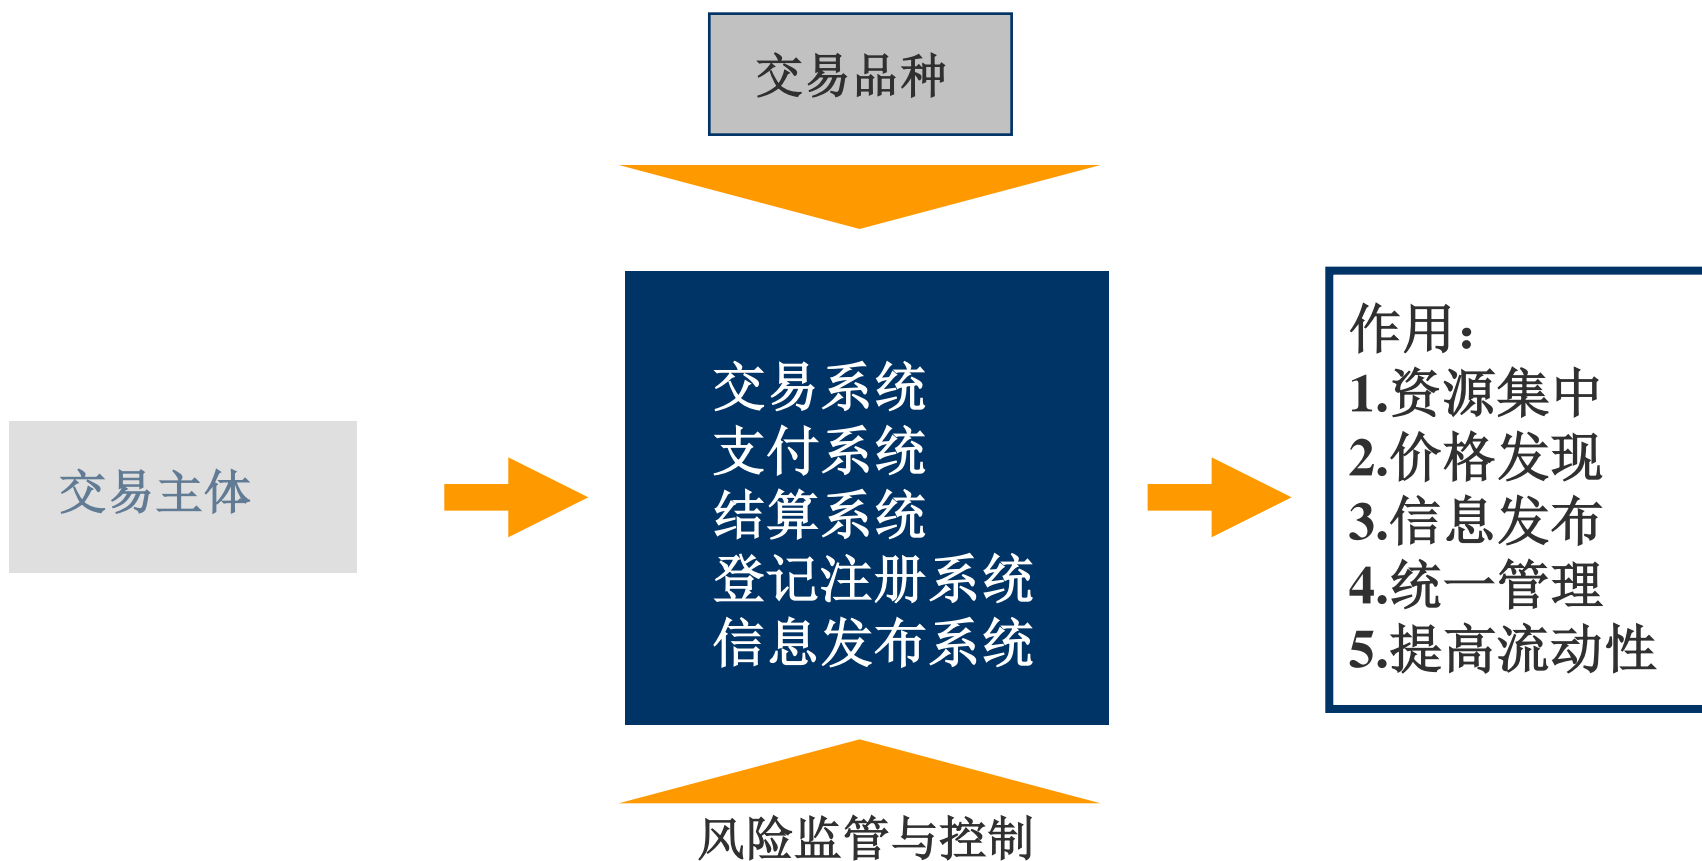 交易品种
交易主体
交易系统
支付系统
结算系统
登记注册系统
信息发布系统
作用：
1.资源集中
2.价格发现
3.信息发布
4.统一管理
5.提高流动性
风险监管与控制